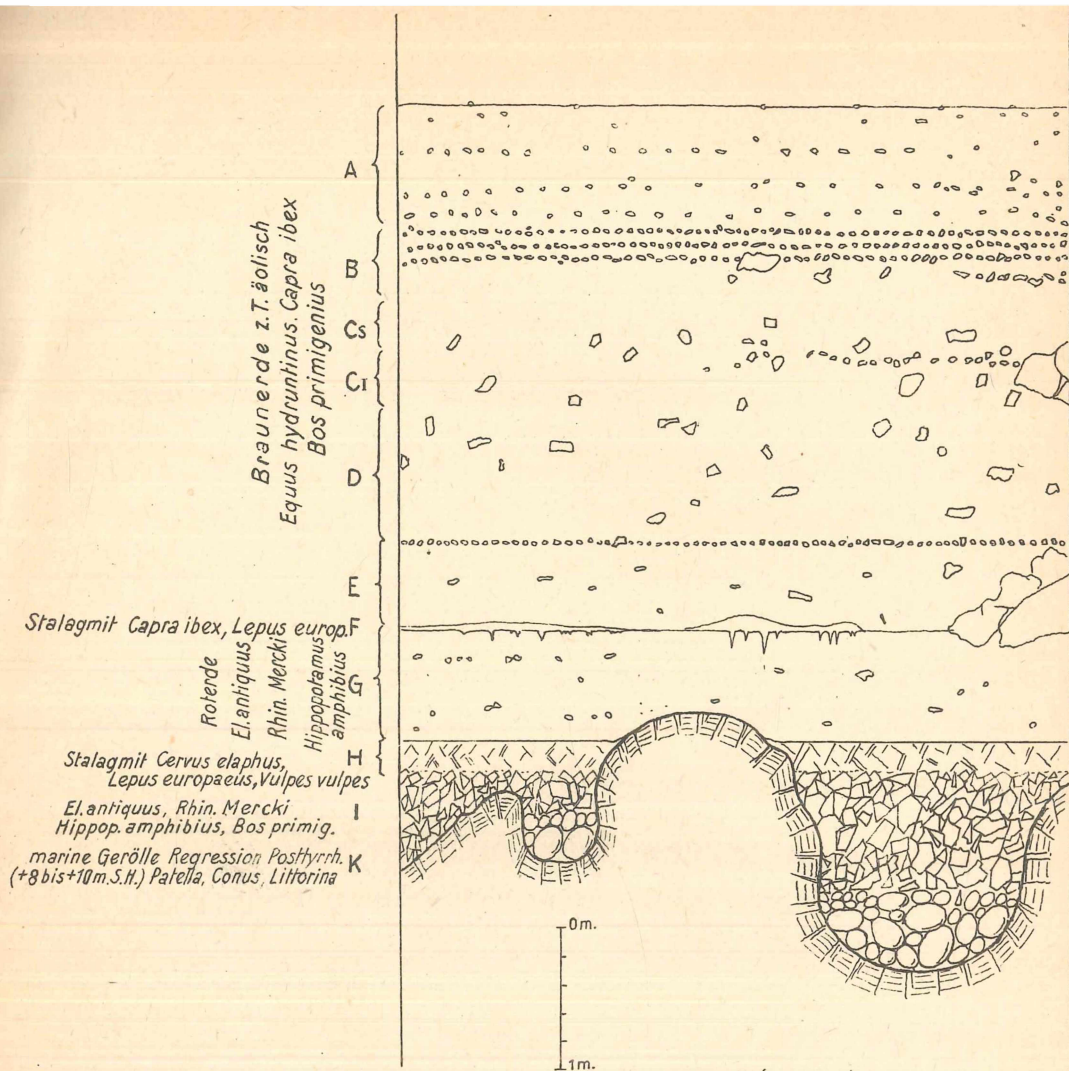 A
B
Cs
CI
D
E
Braunerde z.T. äolisch
Equus hydruntinus. Capra ibex
Bos primigenius
Stalagmit Capra ibex, Lepus europ. F
G
Roterde
El. antiquus
Rhin. Mercki
Hippopotamus
amphibius
H
Stalagmit Cervus elaphus,
Lepus europaeus, Vulpes vulpes
I
El. antiquus, Rhin. Mercki
Hippop. amphibius, Bos primig.
marine Gerölle Regression Posttyrrh.
(+8 bis +10m. S.H.) Patella, Conus, Littorina
K
0m.
1m.